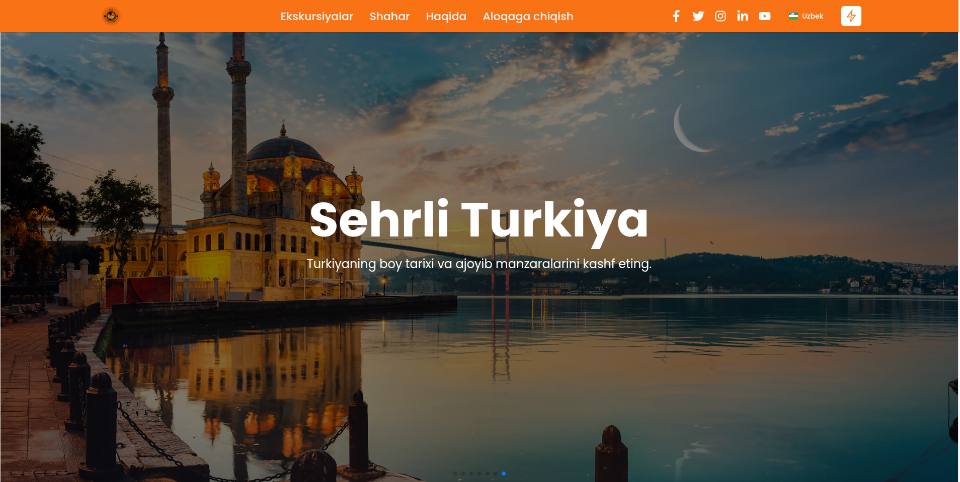 Ekskursiyalar
Shahar
Haqida
Aloqaga chiqish
Uzbek
Sehrli Turkiya
Turkiyaning boy tarixi va ajoyib manzaralarini kashf eting.